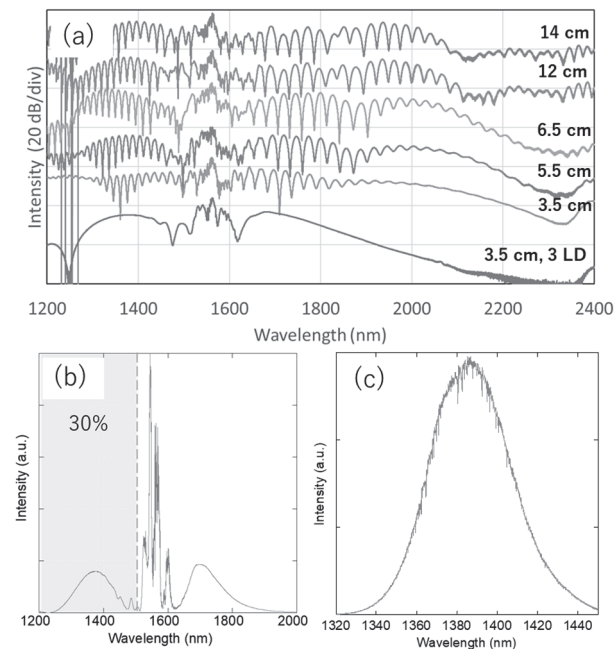 (a)
14 cm
12 cm
6.5 cm
5.5 cm
3.5 cm
3.5 cm, 3 LD
Intensity (20 dB/div)
1200 1400 1600 1800 2000 2200 2400
Wavelength (nm)
(b)
30%
Intensity (a.u.)
1200 1400 1600 1800 2000
Wavelength (nm)
(c)
Intensity (a.u.)
1320 1340 1360 1380 1400 1420 1440
Wavelength (nm)